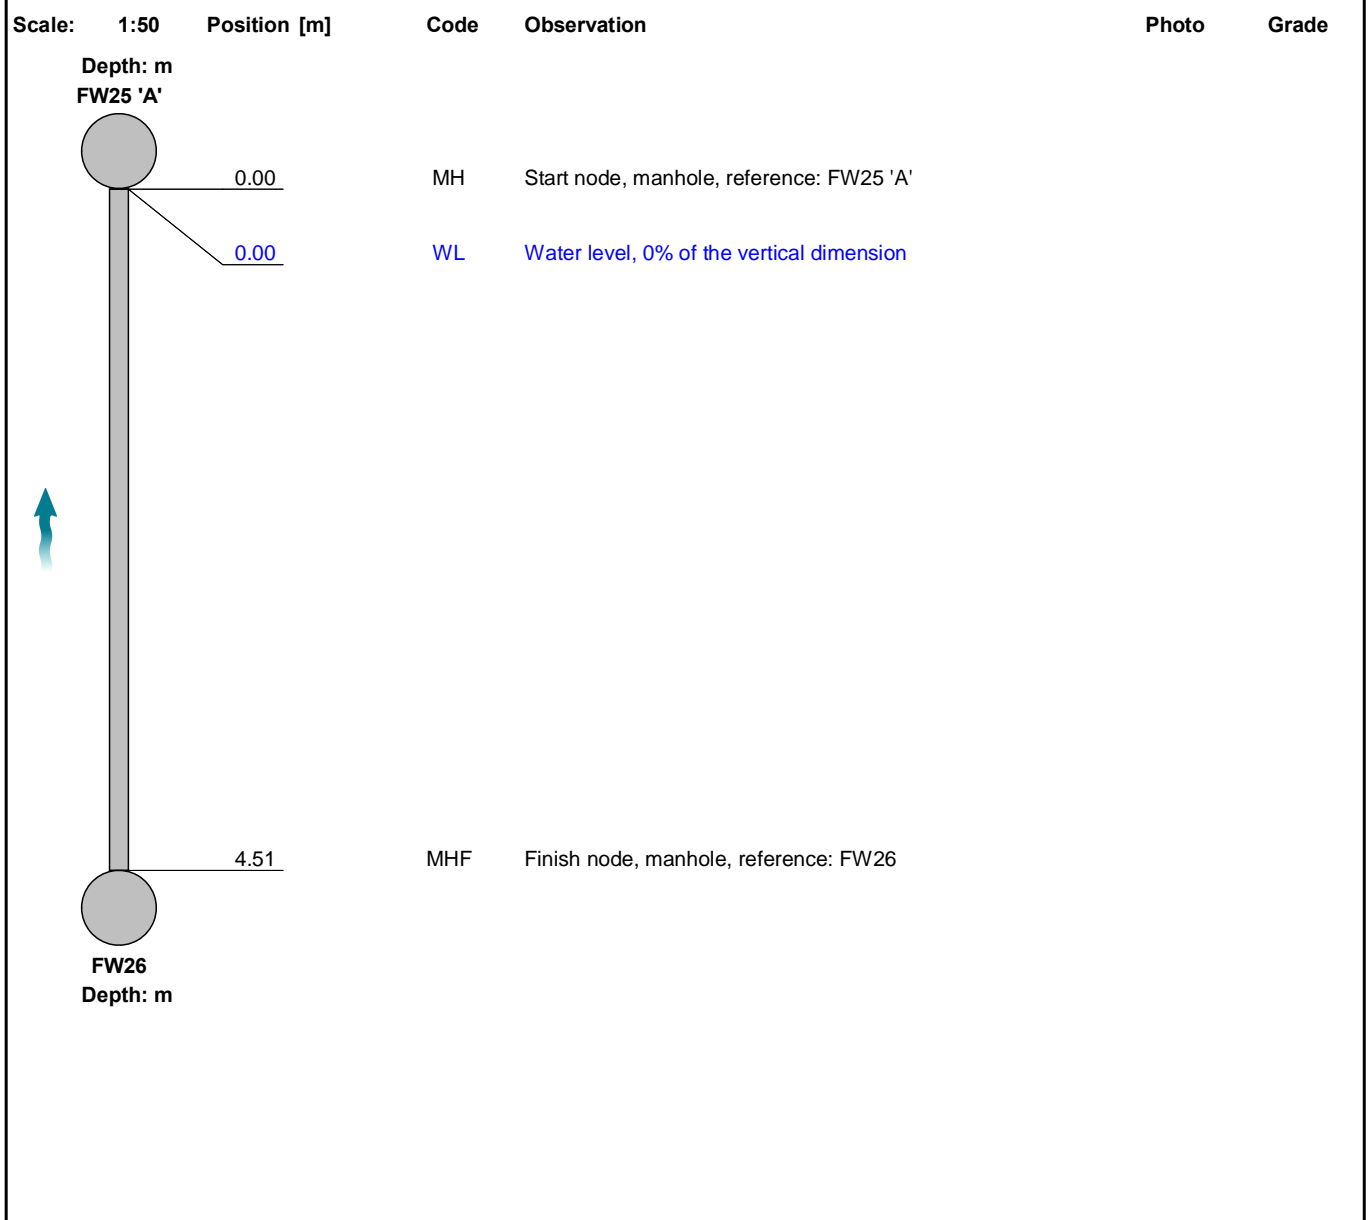 Scale: 1:50 Position [m] Code Observation Photo Grade
Depth: m
FW25 'A'
0.00 MH Start node, manhole, reference: FW25 'A'
0.00 WL Water level, 0% of the vertical dimension
4.51 MHF Finish node, manhole, reference: FW26
FW26
Depth: m